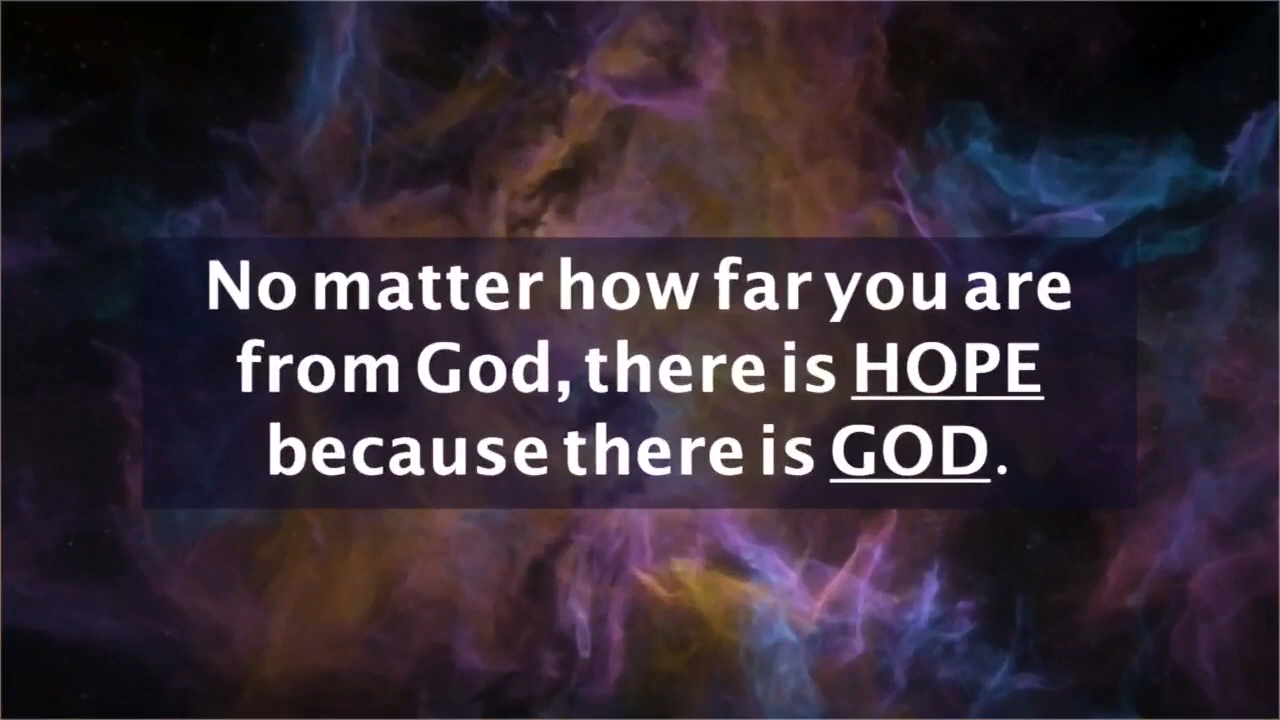 No matter how far you are
from God, there is HOPE
because there is GOD.